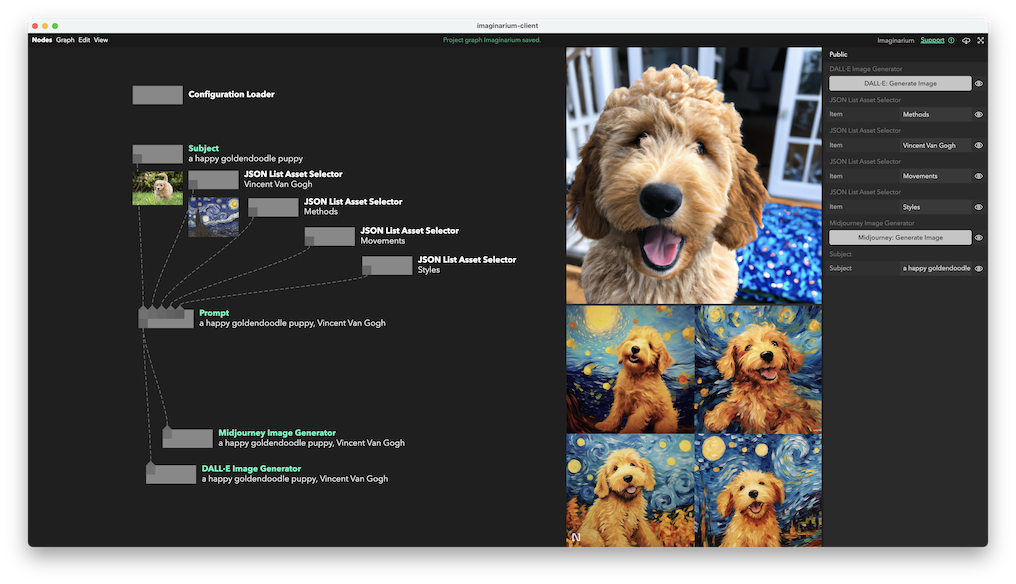 imaginarium-client
Nodes Graph Edit View
Project graph Imaginarium saved.
Imaginarium Support
Configuration Loader
Subject
a happy goldendoodle puppy
JSON List Asset Selector
Vincent Van Gogh
JSON List Asset Selector
Methods
JSON List Asset Selector
Movements
JSON List Asset Selector
Styles
Prompt
a happy goldendoodle puppy, Vincent Van Gogh
Midjourney Image Generator
a happy goldendoodle puppy, Vincent Van Gogh
DALL·E Image Generator
a happy goldendoodle puppy, Vincent Van Gogh
N
Public
DALL·E Image Generator
DALL·E: Generate Image
JSON List Asset Selector
Item Methods
JSON List Asset Selector
Item Vincent Van Gogh
JSON List Asset Selector
Item Movements
JSON List Asset Selector
Item Styles
Midjourney Image Generator
Midjourney: Generate Image
Subject
Subject a happy goldendoodle